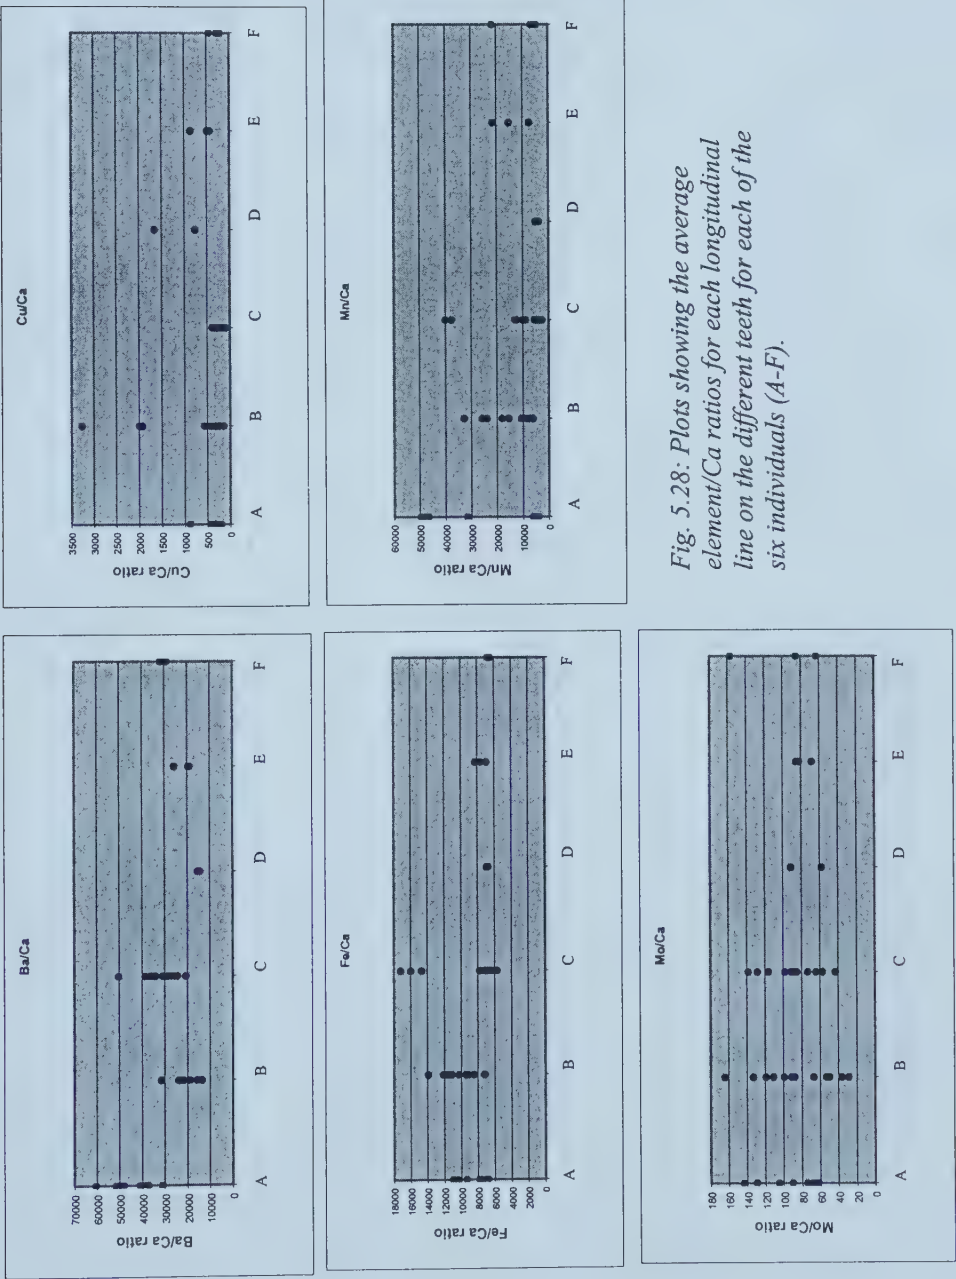 Ba/Ca
Ba/Ca ratio
70000
60000
50000
40000
30000
20000
10000
0
A B C D E F
Cu/Ca
Cu/Ca ratio
3500
3000
2500
2000
1500
1000
500
0
A B C D E F
Fe/Ca
Fe/Ca ratio
18000
16000
14000
12000
10000
8000
6000
4000
2000
0
A B C D E F
Mn/Ca
Mn/Ca ratio
60000
50000
40000
30000
20000
10000
0
A B C D E F
Mo/Ca
Mo/Ca ratio
180
160
140
120
100
80
60
40
20
0
A B C D E F
Fig. 5.28: Plots showing the average
element/Ca ratios for each longitudinal
line on the different teeth for each of the
six individuals (A-F).